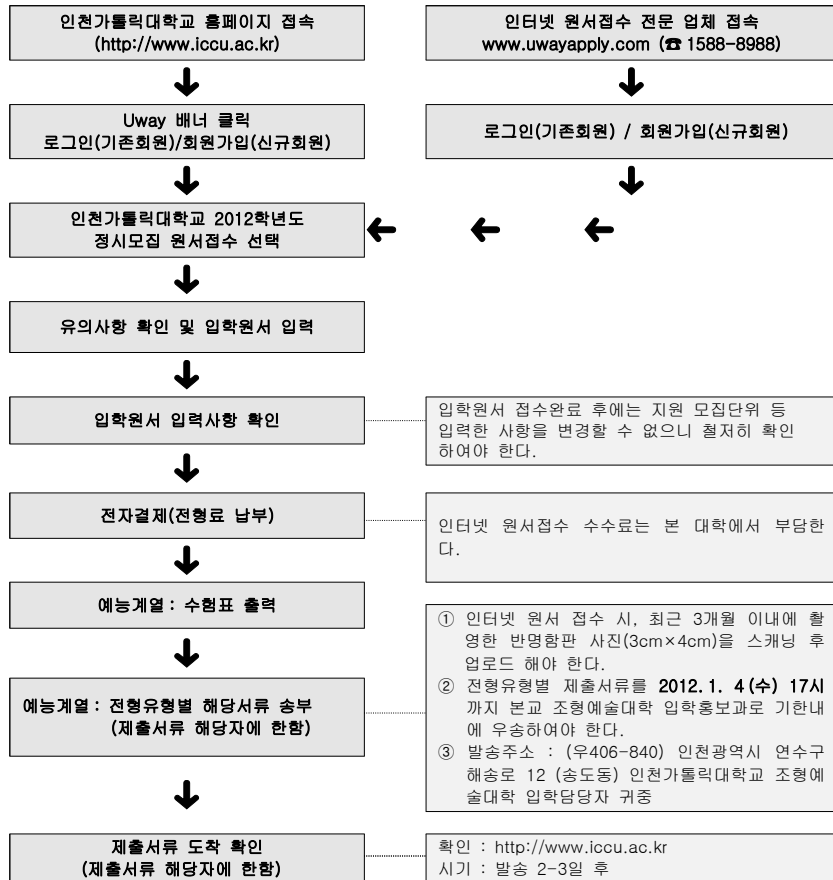 인천가톨릭대학교 홈페이지 접속
(http://www.iccu.ac.kr)
인터넷 원서접수 전문 업체 접속
www.uwayapply.com (☎ 1588-8988)
Uway 배너 클릭
로그인(기존회원)/회원가입(신규회원)
로그인(기존회원) / 회원가입(신규회원)
인천가톨릭대학교 2012학년도
정시모집 원서접수 선택
유의사항 확인 및 입학원서 입력
입학원서 입력사항 확인
입학원서 접수완료 후에는 지원 모집단위 등
입력한 사항을 변경할 수 없으니 철저히 확인
하여야 한다.
전자결제(전형료 납부)
인터넷 원서접수 수수료는 본 대학에서 부담한
다.
예능계열 : 수험표 출력
예능계열 : 전형유형별 해당서류 송부
(제출서류 해당자에 한함)
① 인터넷 원서 접수 시, 최근 3개월 이내에 촬
영한 반명함판 사진(3cm×4cm)을 스캐닝 후
업로드 해야 한다.
② 전형유형별 제출서류를 2012. 1. 4 (수) 17시
까지 본교 조형예술대학 입학홍보과로 기한내
에 우송하여야 한다.
③ 발송주소 : (우406-840) 인천광역시 연수구
해송로 12 (송도동) 인천가톨릭대학교 조형예
술대학 입학담당자 귀중
제출서류 도착 확인
(제출서류 해당자에 한함)
확인 : http://www.iccu.ac.kr
시기 : 발송 2-3일 후